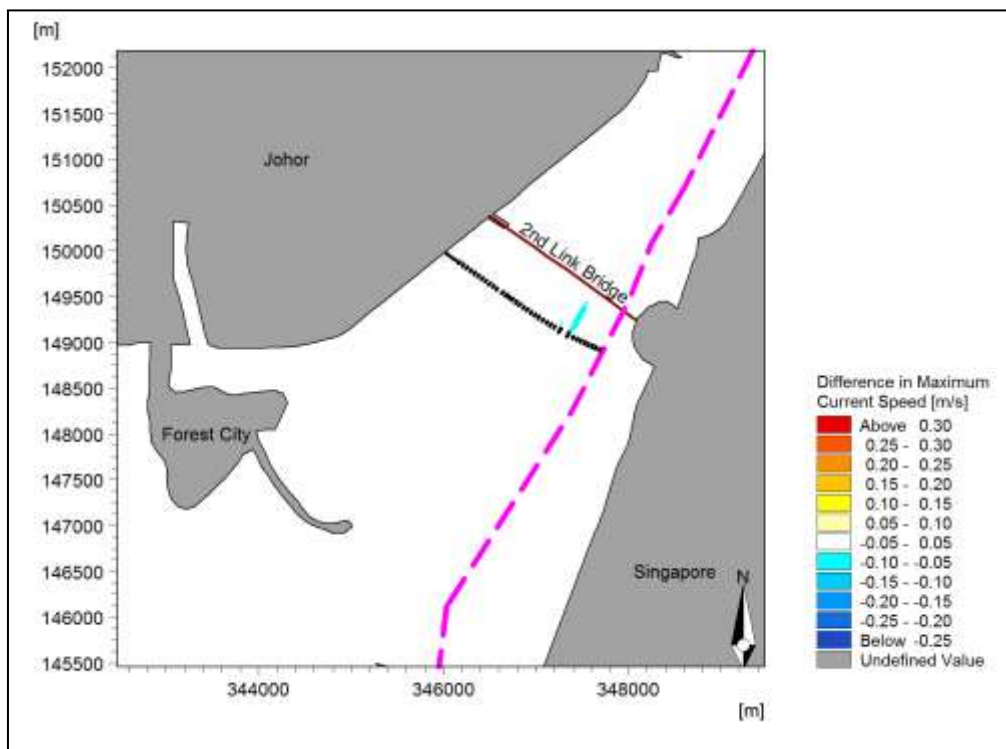 [m]
152000
151500
151000
150500
150000
149500
149000
148500
148000
147500
147000
146500
146000
145500
Johor
2nd Link Bridge
Forest City
Singapore
N
344000
346000
348000
[m]
Difference in Maximum
Current Speed [m/s]
Above 0.30
0.25 - 0.30
0.20 - 0.25
0.15 - 0.20
0.10 - 0.15
0.05 - 0.10
-0.05 - 0.05
-0.10 - -0.05
-0.15 - -0.10
-0.20 - -0.15
-0.25 - -0.20
Below -0.25
Undefined Value